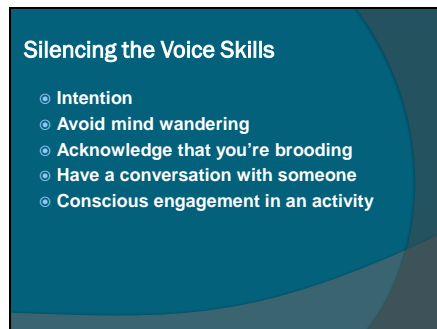 Silencing the Voice Skills
Intention
Avoid mind wandering
Acknowledge that you're brooding
Have a conversation with someone
Conscious engagement in an activity